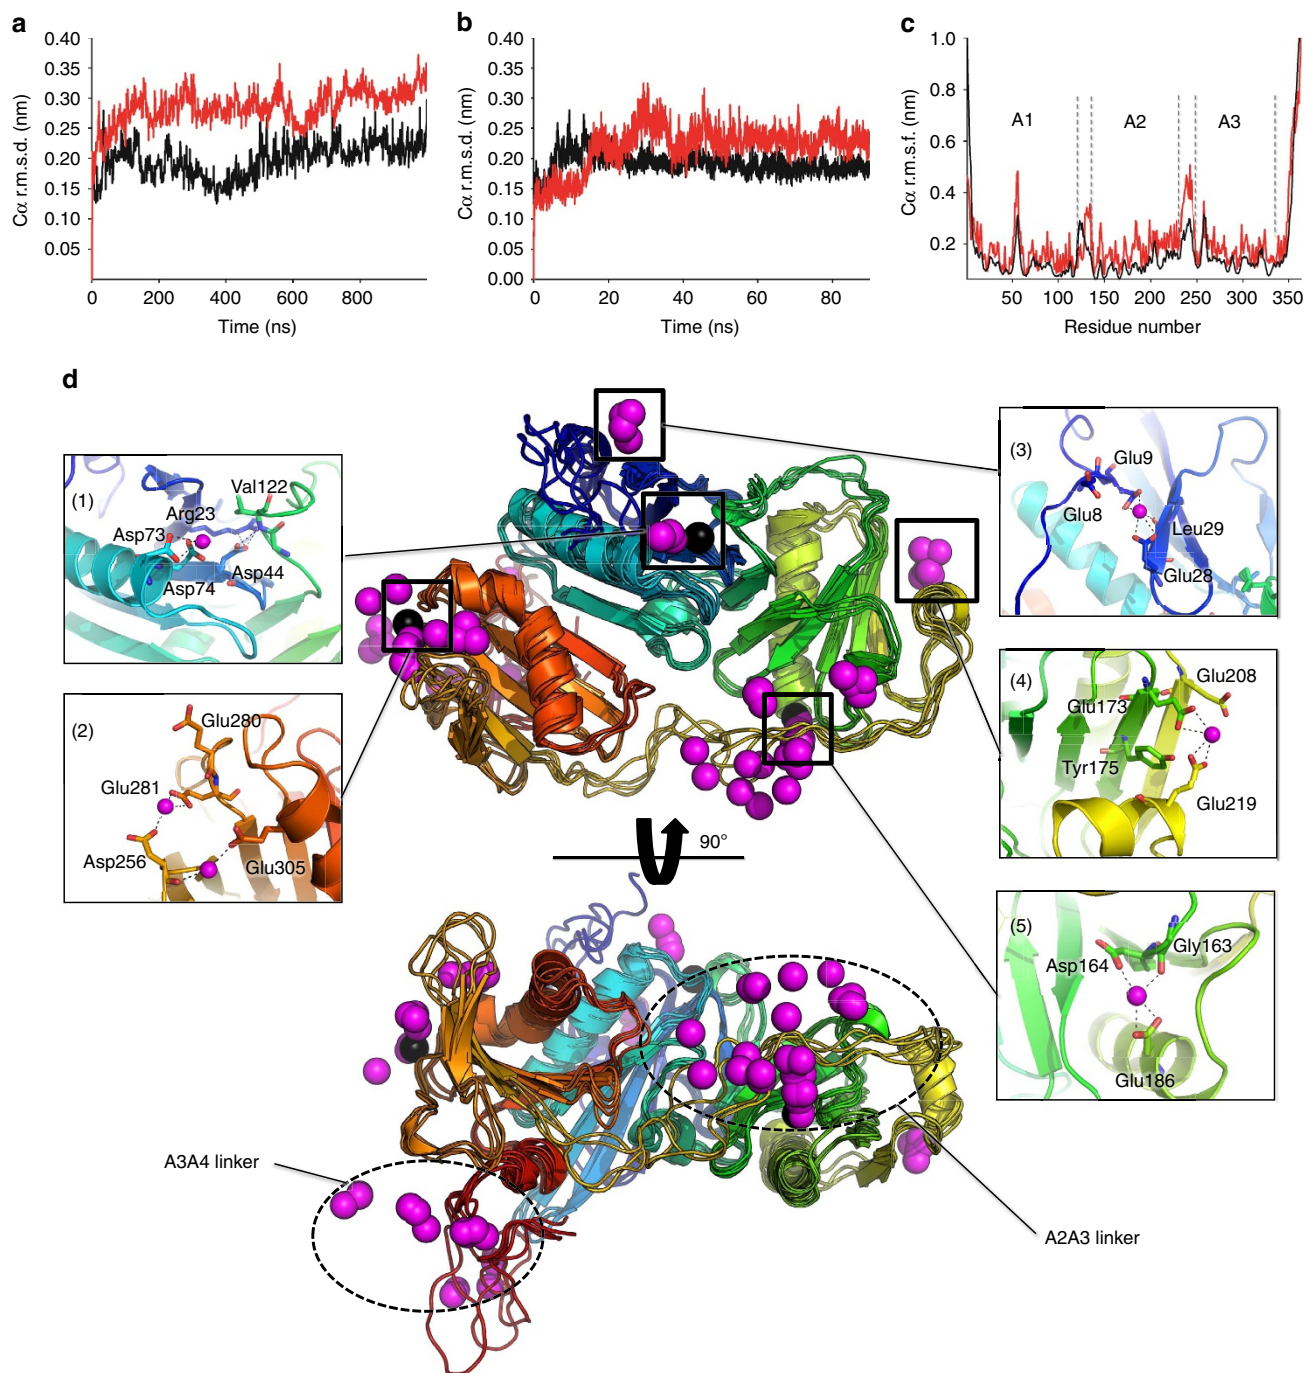 a
0.40
0.35
0.30
0.25
0.20
0.15
0.10
0.05
Cα r.m.s.d. (nm)
0
200
400
600
800
Time (ns)
b
0.40
0.35
0.30
0.25
0.20
0.15
0.10
0.05
0.00
Cα r.m.s.d. (nm)
0
20
40
60
80
Time (ns)
c
1.0
0.8
0.6
0.4
0.2
Cα r.m.s.f. (nm)
A1
A2
A3
50
100
150
200
250
300
350
Residue number
d
(1)
Val122
Arg23
Asp73
Asp74
Asp44
(2)
Glu280
Glu281
Asp256
Glu305
(3)
Glu9
Glu8
Leu29
Glu28
(4)
Glu208
Glu173
Tyr175
Glu219
(5)
Gly163
Asp164
Glu186
90°
A3A4 linker
A2A3 linker